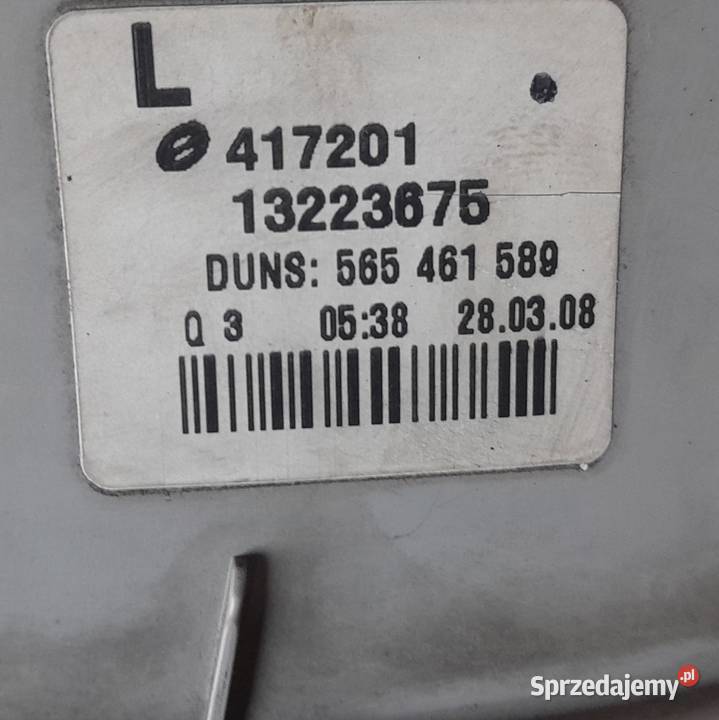 L
417201
13223675
DUNS: 565 461 589
Q 3 05:38 28.03.08
Sprzedajemy.pl